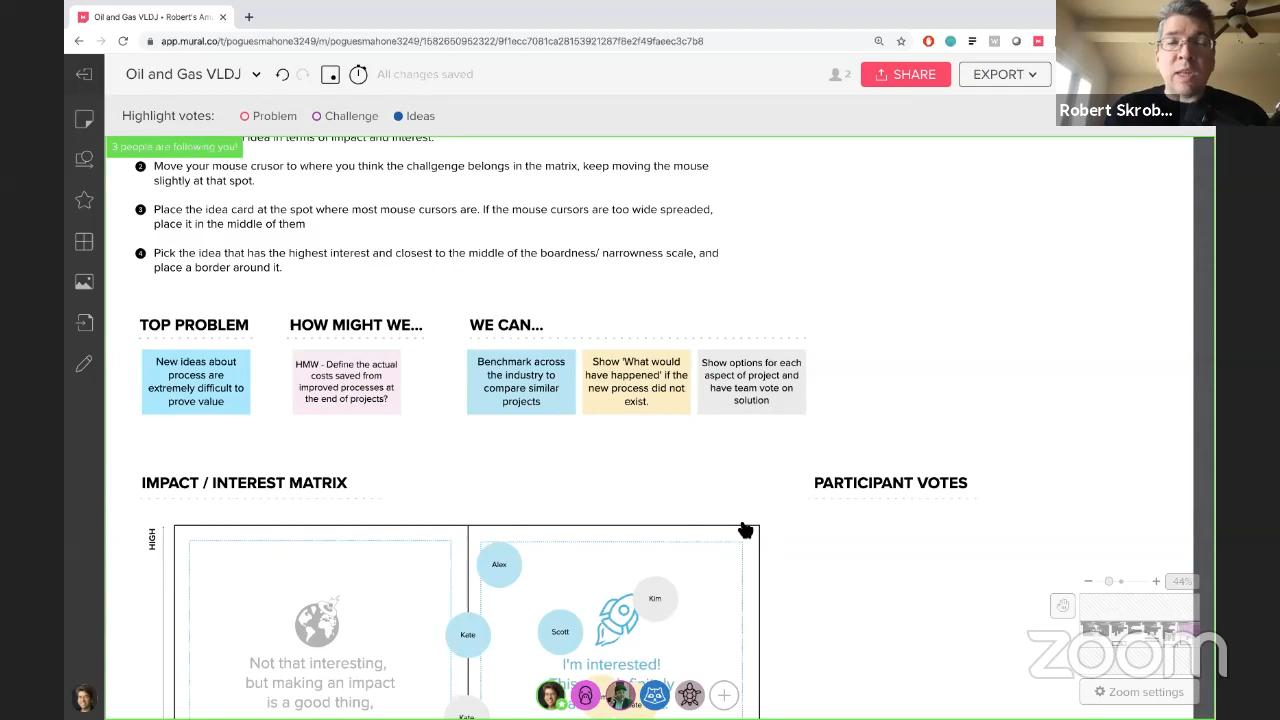 Oil and Gas VLDJ • Robert's Am
app.mural.co/t/poguesmahone3249/m/poguesmahone3249/1582650952322/9f1ecc7081ca28153921287f8e2f49faeec3c7b8
Robert Skrob...
Oil and Gas VLDJ
All changes saved
2
SHARE
EXPORT
Highlight votes:
Problem
Challenge
Ideas
3 people are following you!
idea in terms of impact and interest.
2 Move your mouse crusor to where you think the challgenge belongs in the matrix, keep moving the mouse
slightly at that spot.
3 Place the idea card at the spot where most mouse cursors are. If the mouse cursors are too wide spreaded,
place it in the middle of them
4 Pick the idea that has the highest interest and closest to the middle of the boardness/ narrowness scale, and
place a border around it.
TOP PROBLEM
HOW MIGHT WE...
WE CAN...
New ideas about
process are
extremely difficult to
prove value
HMW - Define the actual
costs saved from
improved processes at
the end of projects?
Benchmark across
the industry to
compare similar
projects
Show 'What would
have happened' if the
new process did not
exist.
Show options for each
aspect of project and
have team vote on
solution
IMPACT / INTEREST MATRIX
PARTICIPANT VOTES
HIGH
Alex
Kim
Kate
Scott
Not that interesting,
but making an impact
is a good thing,
I'm interested!
Kate
44%
zoom
Zoom settings